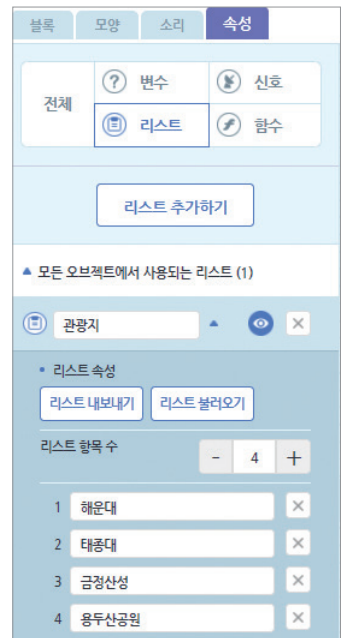 블록 모양 소리 속성
전체 ? 변수 신호
리스트 f 함수
리스트 추가하기
▲ 모든 오브젝트에서 사용되는 리스트 (1)
관광지 ▲ ×
• 리스트 속성
리스트 내보내기 리스트 불러오기
리스트 항목 수 - 4 +
1 해운대 ×
2 태종대 ×
3 금정산성 ×
4 용두산공원 ×